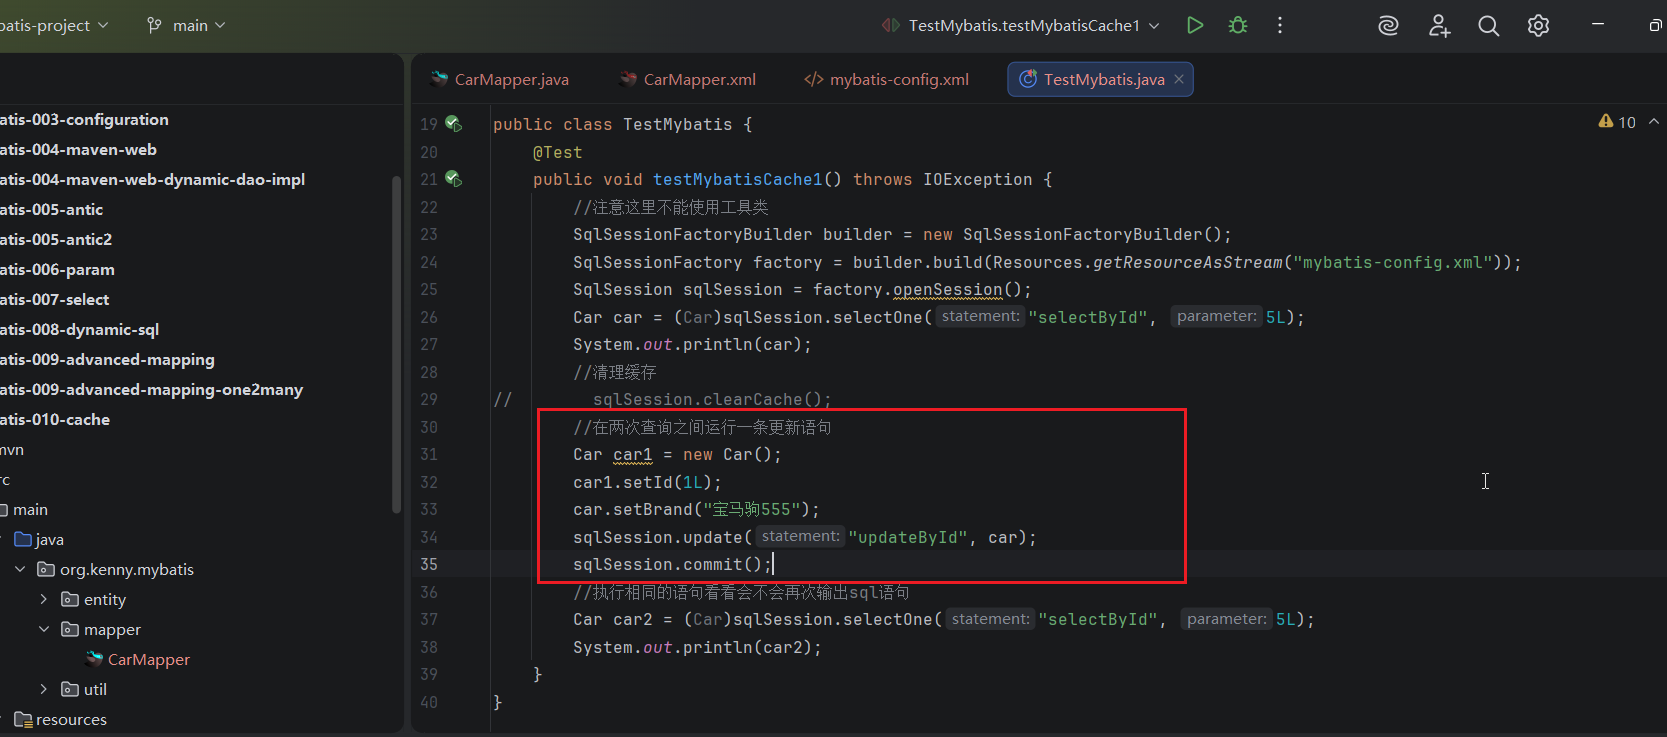 batis-project
main
TestMybatis.testMybatisCache1
CarMapper.java
CarMapper.xml
</> mybatis-config.xml
TestMybatis.java
atis-003-configuration
atis-004-maven-web
atis-004-maven-web-dynamic-dao-impl
atis-005-antic
atis-005-antic2
atis-006-param
atis-007-select
atis-008-dynamic-sql
atis-009-advanced-mapping
atis-009-advanced-mapping-one2many
atis-010-cache
mvn
rc
main
java
org.kenny.mybatis
entity
mapper
CarMapper
util
resources
10
19 public class TestMybatis {
20 @Test
21 public void testMybatisCache1() throws IOException {
22 //注意这里不能使用工具类
23 SqlSessionFactoryBuilder builder = new SqlSessionFactoryBuilder();
24 SqlSessionFactory factory = builder.build(Resources.getResourceAsStream("mybatis-config.xml"));
25 SqlSession sqlSession = factory.openSession();
26 Car car = (Car)sqlSession.selectOne( statement: "selectById", parameter: 5L);
27 System.out.println(car);
28 //清理缓存
29 // sqlSession.clearCache();
30 //在两次查询之间运行一条更新语句
31 Car car1 = new Car();
32 car1.setId(1L);
33 car.setBrand("宝马驹555");
34 sqlSession.update( statement: "updateById", car);
35 sqlSession.commit();
36 //执行相同的语句看看会不会再次输出sql语句
37 Car car2 = (Car)sqlSession.selectOne( statement: "selectById", parameter: 5L);
38 System.out.println(car2);
39 }
40 }